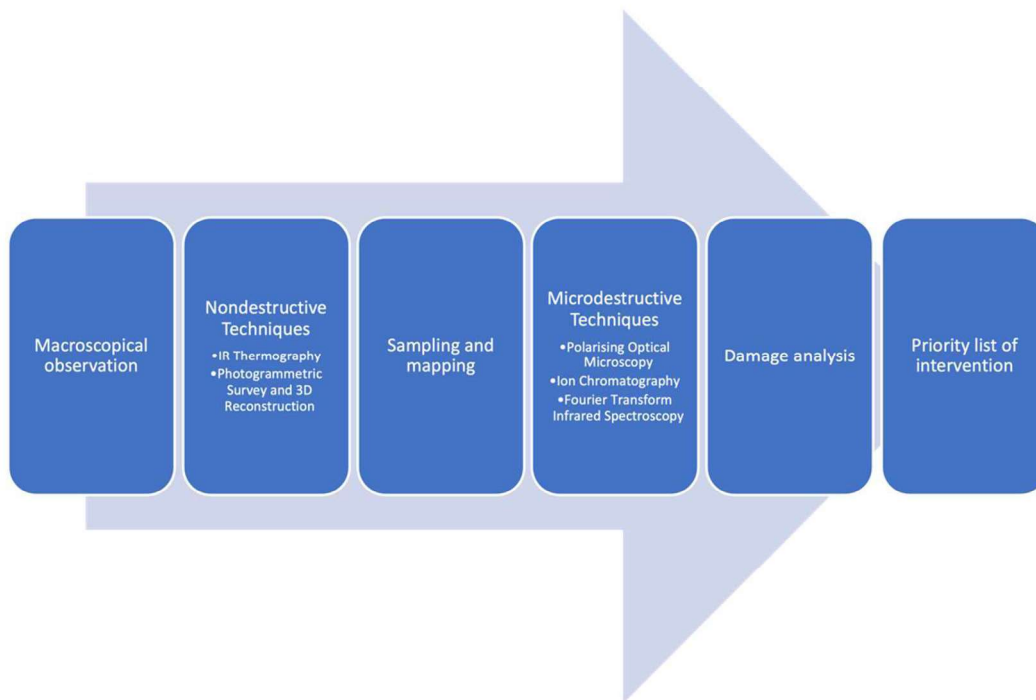 Macroscopical
observation
Nondestructive
Techniques
•IR Thermography
•Photogrammetric
Survey and 3D
Reconstruction
Sampling and
mapping
Microdestructive
Techniques
•Polarising Optical
Microscopy
•Ion Chromatography
•Fourier Transform
Infrared Spectroscopy
Damage analysis
Priority list of
intervention